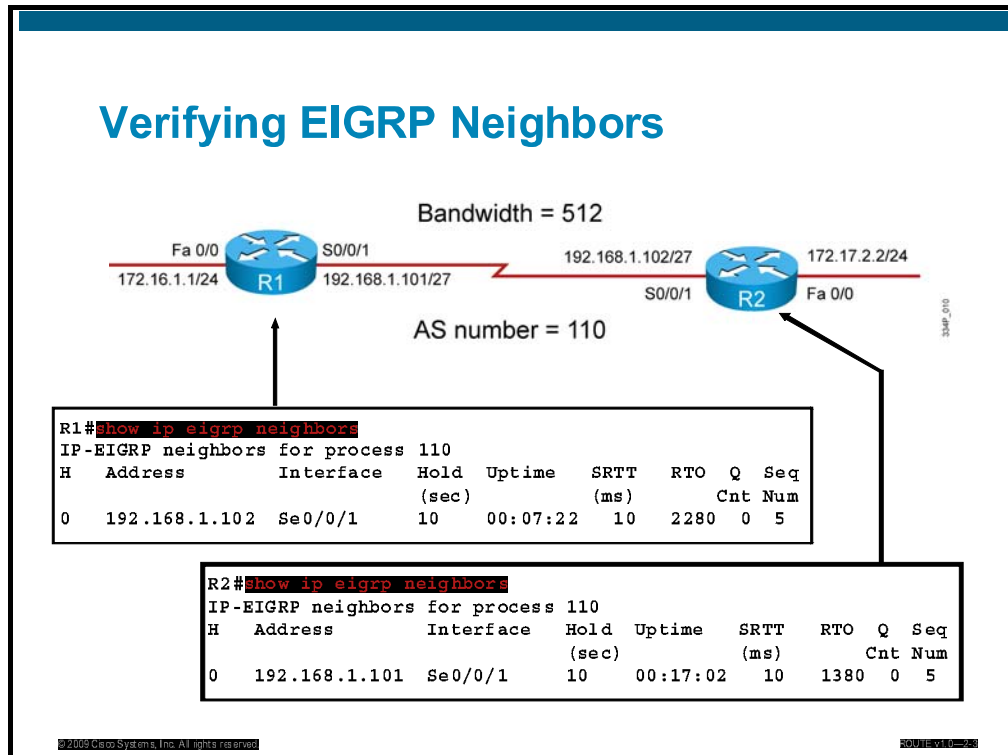 Verifying EIGRP Neighbors
Bandwidth = 512
Fa 0/0
S0/0/1
172.16.1.1/24
R1
192.168.1.101/27
192.168.1.102/27
172.17.2.2/24
S0/0/1
R2
Fa 0/0
AS number = 110
334P_010
R1#show ip eigrp neighbors
IP-EIGRP neighbors for process 110
H Address Interface Hold Uptime SRTT RTO Q Seq
(sec) (ms) Cnt Num
0 192.168.1.102 Se0/0/1 10 00:07:22 10 2280 0 5
R2#show ip eigrp neighbors
IP-EIGRP neighbors for process 110
H Address Interface Hold Uptime SRTT RTO Q Seq
(sec) (ms) Cnt Num
0 192.168.1.101 Se0/0/1 10 00:17:02 10 1380 0 5
© 2009 Cisco Systems, Inc. All rights reserved.
ROUTE v1.0—2-3